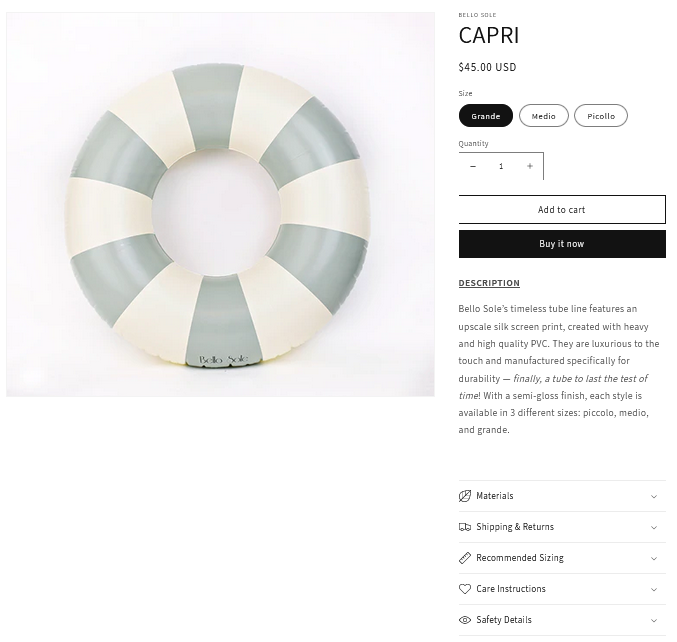 BELLO SOLE
CAPRI
$45.00 USD
Size
Grande Medio Picollo
Quantity
− 1 +
Add to cart
Buy it now
DESCRIPTION
Bello Sole's timeless tube line features an
upscale silk screen print, created with heavy
and high quality PVC. They are luxurious to the
touch and manufactured specifically for
durability — finally, a tube to last the test of
time! With a semi-gloss finish, each style is
available in 3 different sizes: piccolo, medio,
and grande.
Materials
Shipping & Returns
Recommended Sizing
Care Instructions
Safety Details
Bello Sole